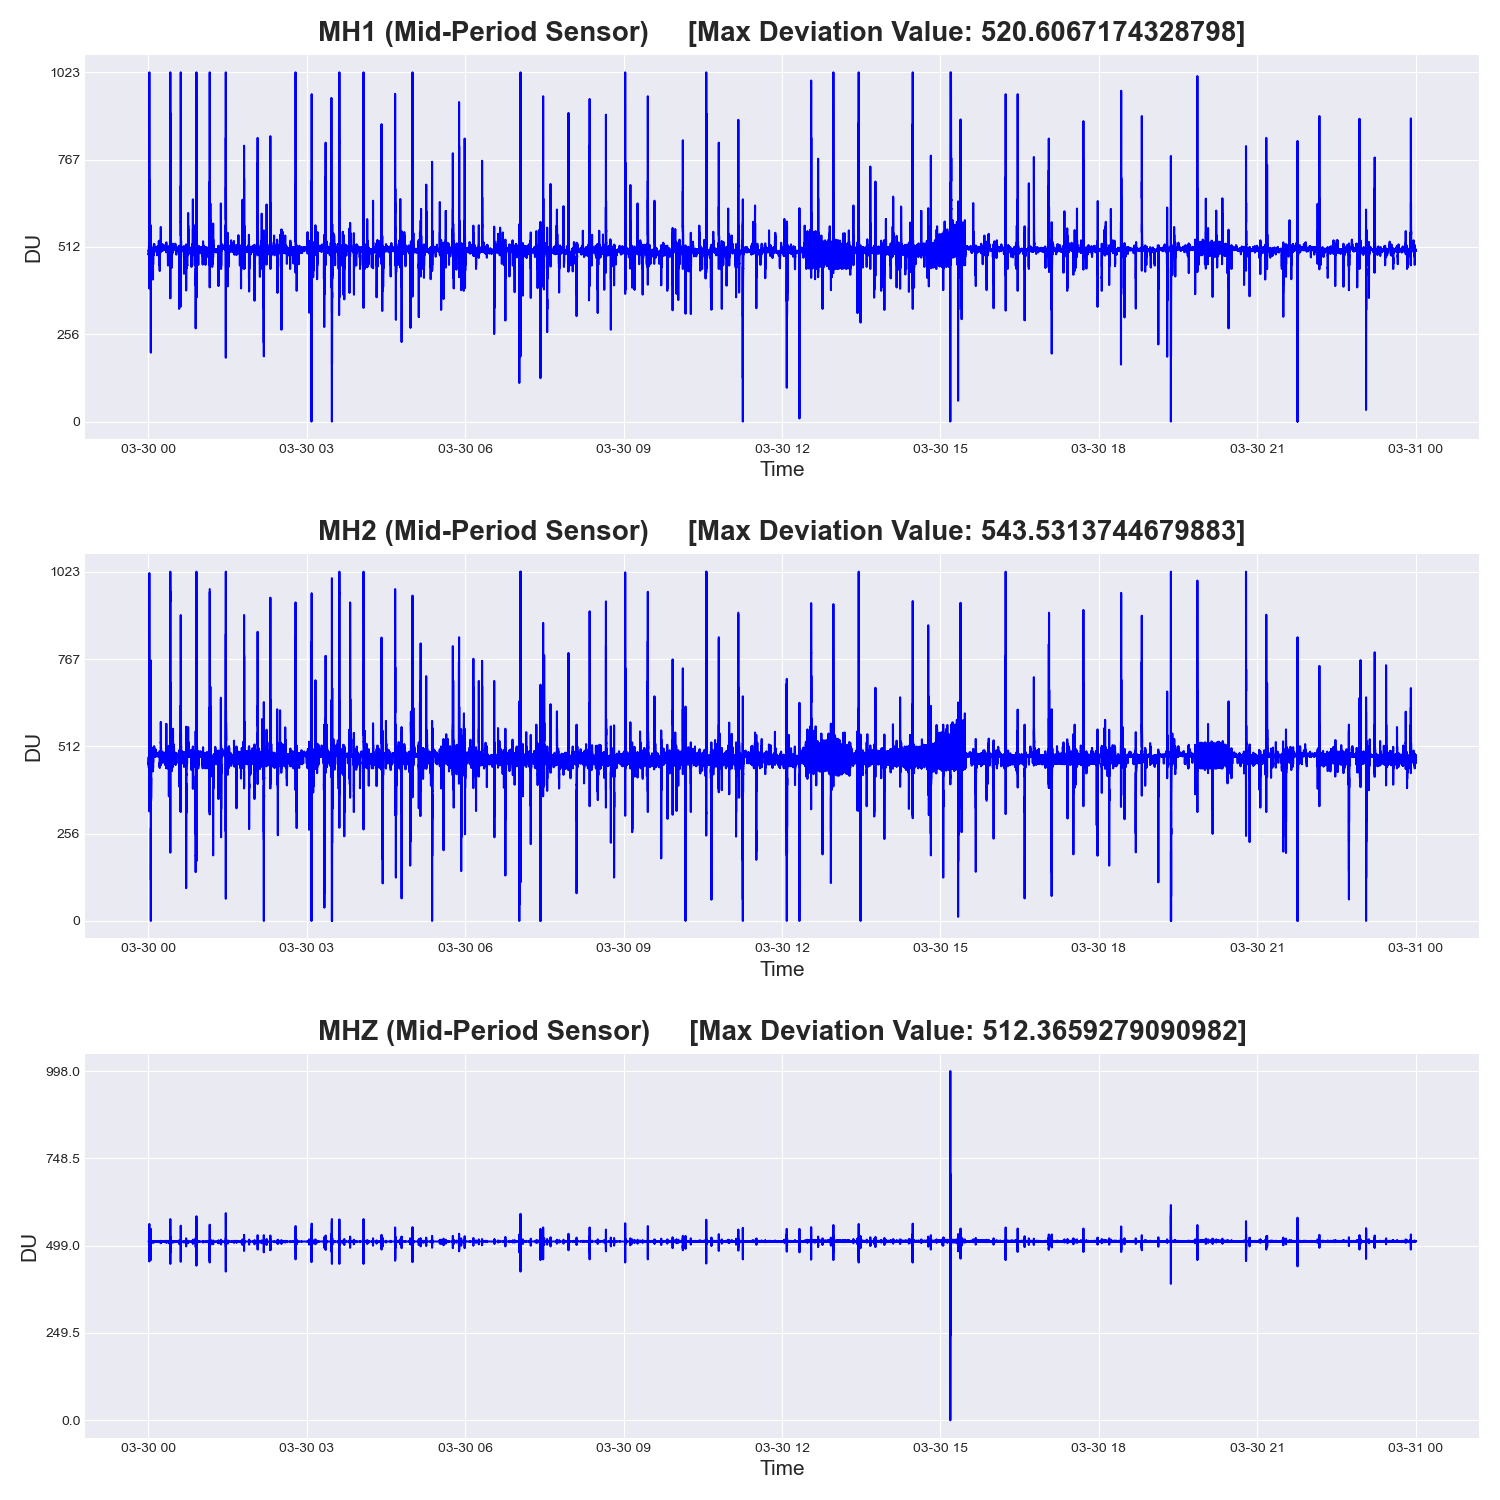 MH1 (Mid-Period Sensor) [Max Deviation Value: 520.6067174328798]
1023
767
512
256
0
DU
03-30 00 03-30 03 03-30 06 03-30 09 03-30 12 03-30 15 03-30 18 03-30 21 03-31 00
Time
MH2 (Mid-Period Sensor) [Max Deviation Value: 543.5313744679883]
1023
767
512
256
0
DU
03-30 00 03-30 03 03-30 06 03-30 09 03-30 12 03-30 15 03-30 18 03-30 21 03-31 00
Time
MHZ (Mid-Period Sensor) [Max Deviation Value: 512.3659279090982]
998.0
748.5
499.0
249.5
0.0
DU
03-30 00 03-30 03 03-30 06 03-30 09 03-30 12 03-30 15 03-30 18 03-30 21 03-31 00
Time